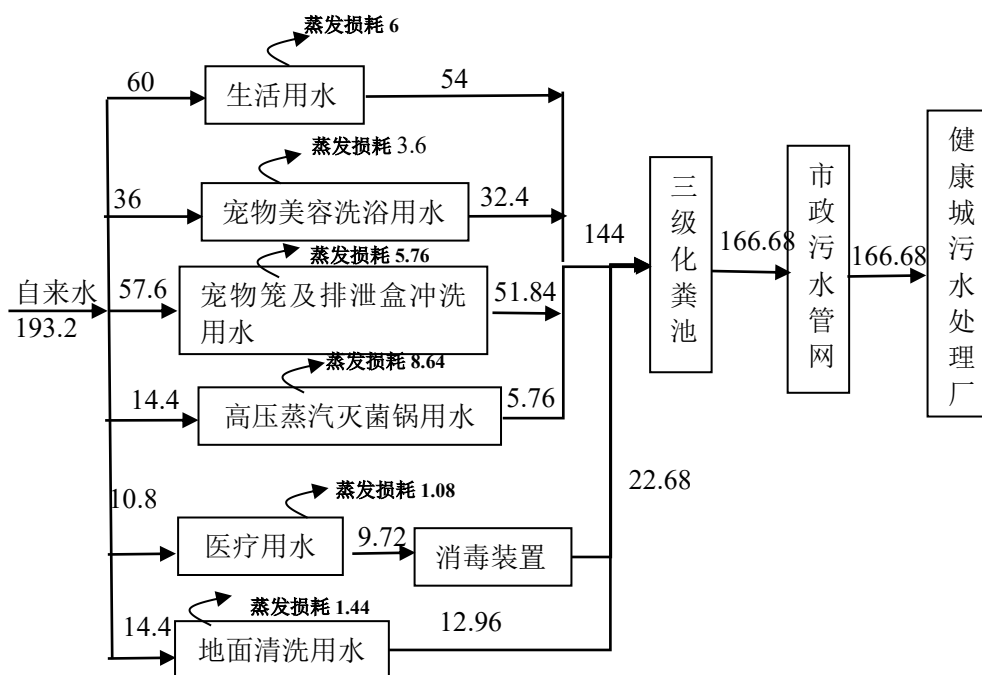 蒸发损耗 6
60
生活用水
54
蒸发损耗 3.6
36
宠物美容洗浴用水
32.4
蒸发损耗 5.76
自来水
193.2
57.6
宠物笼及排泄盒冲洗
用水
51.84
蒸发损耗 8.64
14.4
高压蒸汽灭菌锅用水
5.76
144
三级化粪池
166.68
市政污水管网
166.68
健康城污水处理厂
22.68
蒸发损耗 1.08
10.8
医疗用水
9.72
消毒装置
蒸发损耗 1.44
14.4
地面清洗用水
12.96